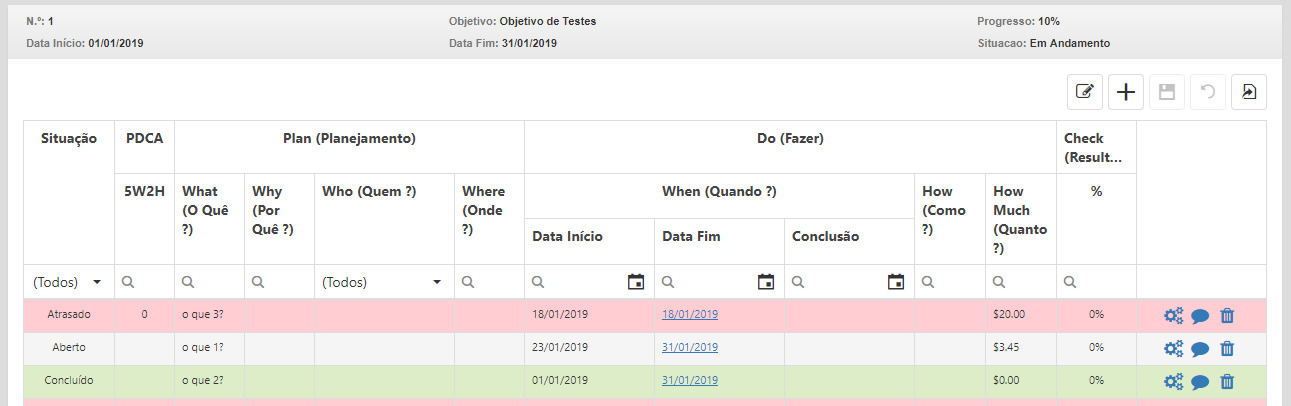 N.º: 1 Objetivo: Objetivo de Testes Progresso: 10%
Data Início: 01/01/2019 Data Fim: 31/01/2019 Situacao: Em Andamento
Situação PDCA Plan (Planejamento) Do (Fazer) Check
(Result...
5W2H What
(O Quê
?) Why
(Por
Quê ?) Who (Quem ?) Where
(Onde
?) When (Quando ?) How
(Como
?) How
Much
(Quanto
?) %
Data Início Data Fim Conclusão
(Todos) (Todos)
Atrasado 0 o que 3? 18/01/2019 18/01/2019 $20.00 0%
Aberto o que 1? 23/01/2019 31/01/2019 $3.45 0%
Concluído o que 2? 01/01/2019 31/01/2019 $0.00 0%